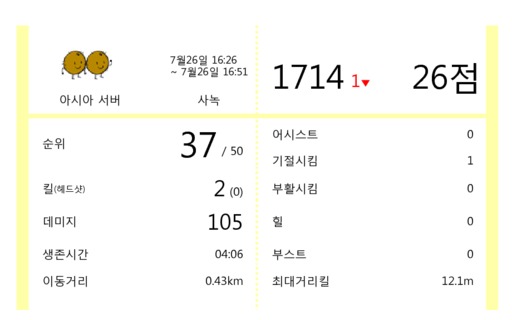 7월26일 16:26
~ 7월26일 16:51
아시아 서버
사녹
1714 1▼
26점
순위 37 / 50
킬(헤드샷) 2 (0)
데미지 105
생존시간 04:06
이동거리 0.43km
어시스트 0
기절시킴 1
부활시킴 0
힐 0
부스트 0
최대거리킬 12.1m